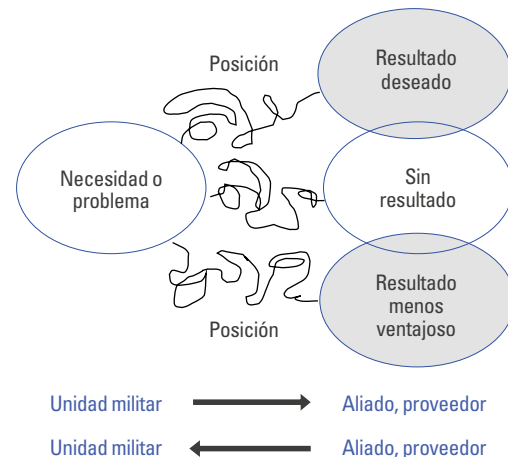 Posición
Resultado
deseado
Necesidad o
problema
Sin
resultado
Resultado
menos
ventajoso
Posición
Unidad militar
Aliado, proveedor
Unidad militar
Aliado, proveedor